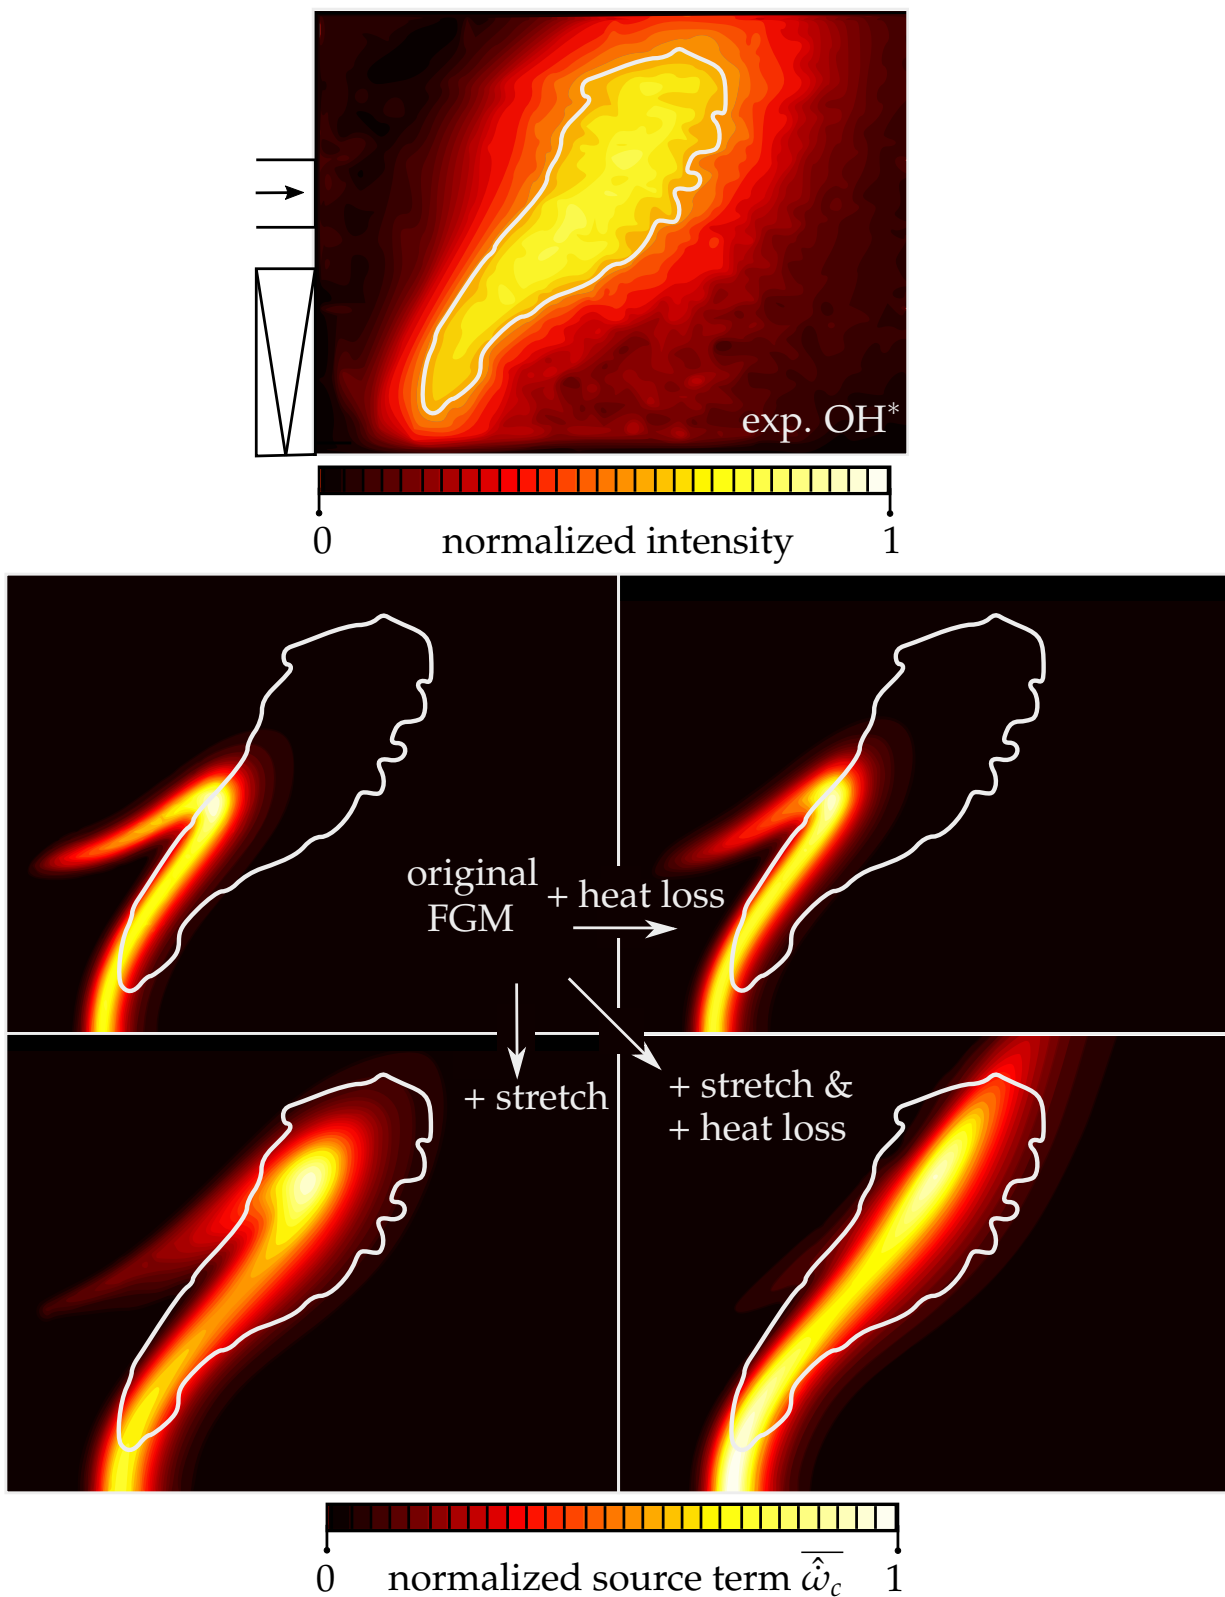 exp. OH*
0 normalized intensity 1
original
FGM
+ heat loss
+ stretch
+ stretch &
+ heat loss
0 normalized source term $\overline{\hat{\dot{\omega}}_c}$ 1